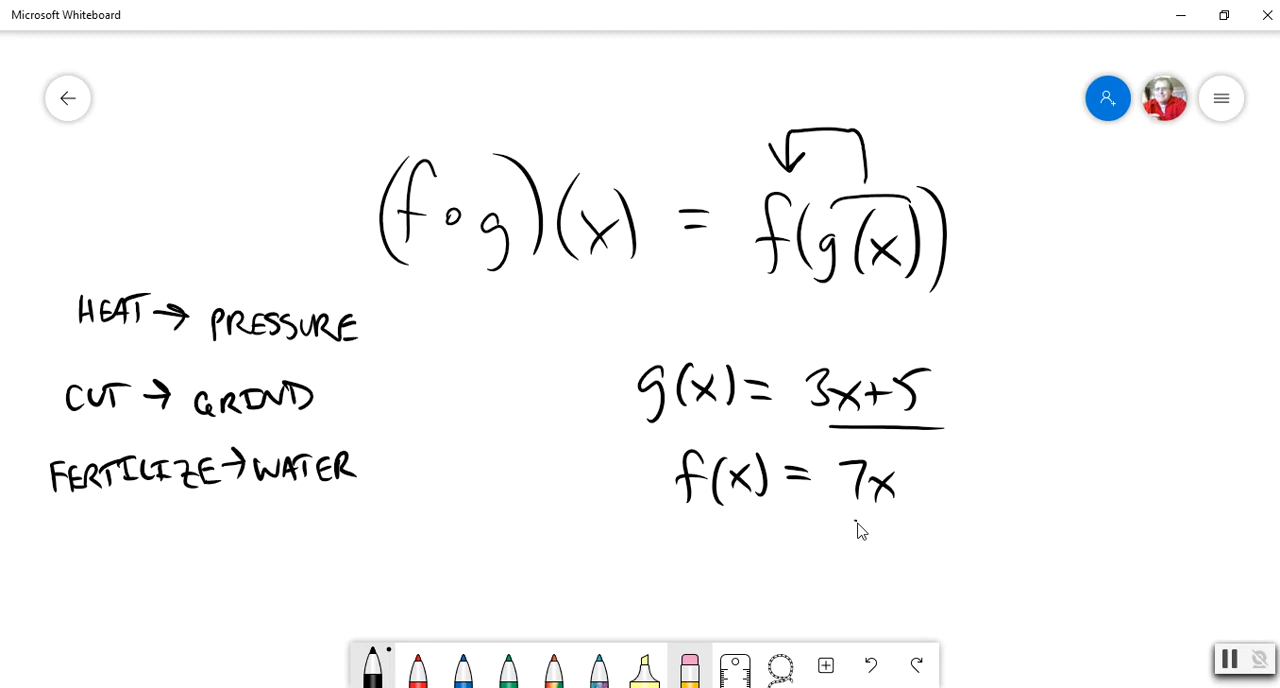 Microsoft Whiteboard
(f∘g)(x) = f(g(x))
HEAT → PRESSURE
CUT → GRIND
FERTILIZE → WATER
g(x) = 3x+5
f(x) = 7x